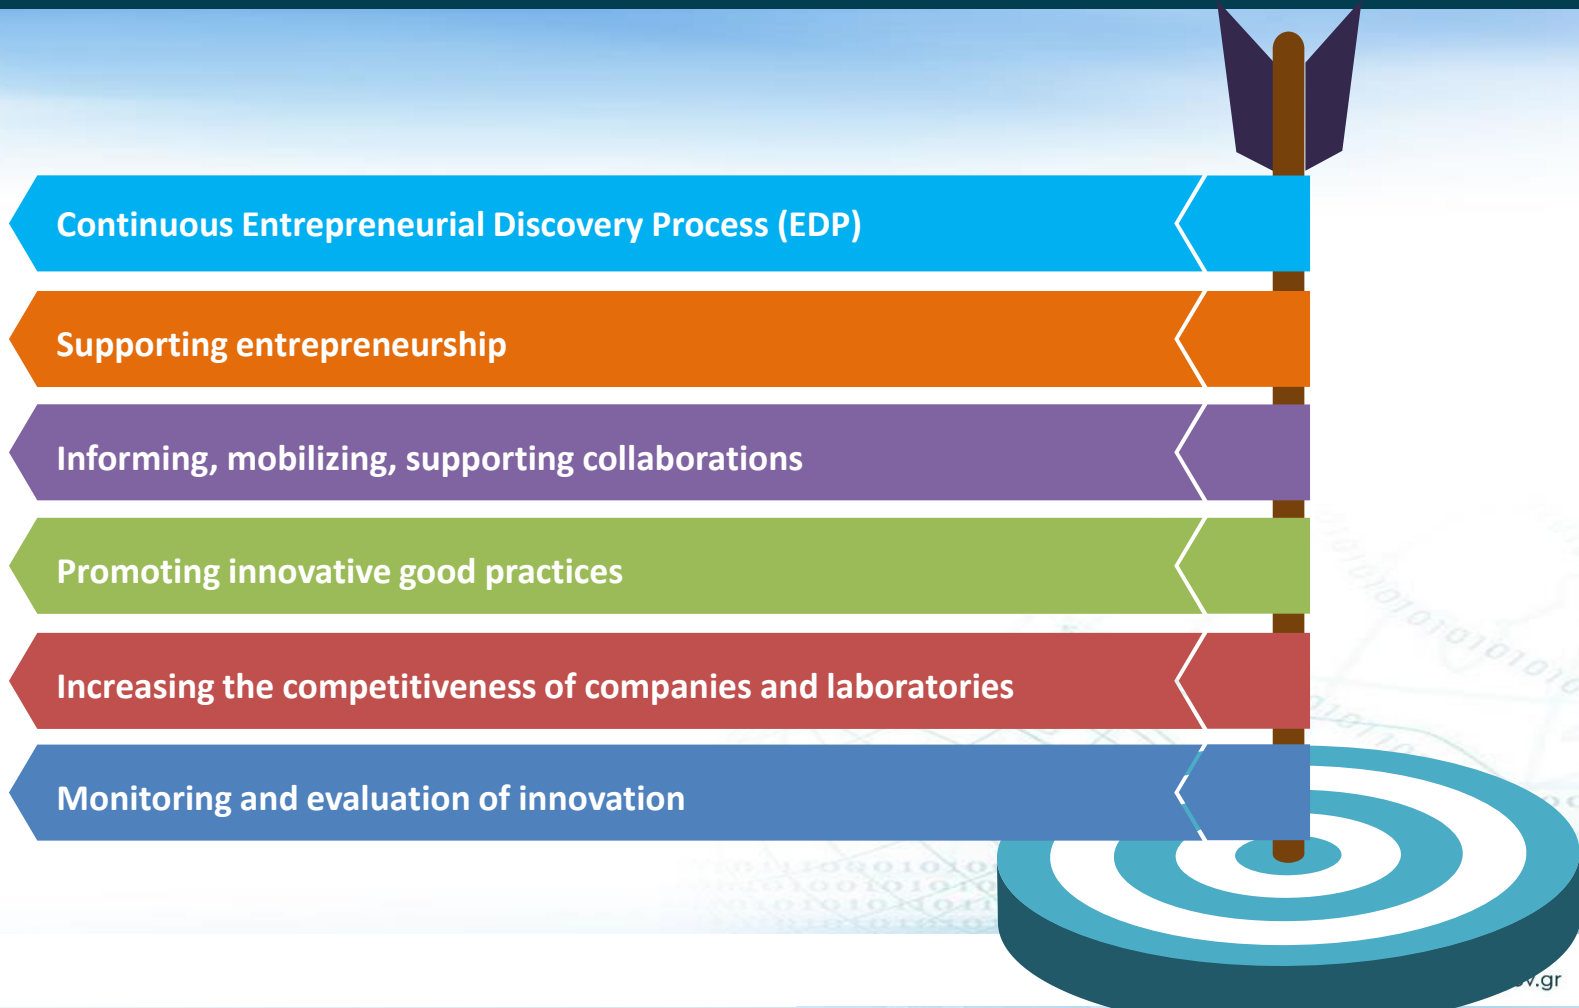 Continuous Entrepreneurial Discovery Process (EDP)
Supporting entrepreneurship
Informing, mobilizing, supporting collaborations
Promoting innovative good practices
Increasing the competitiveness of companies and laboratories
Monitoring and evaluation of innovation
.gr